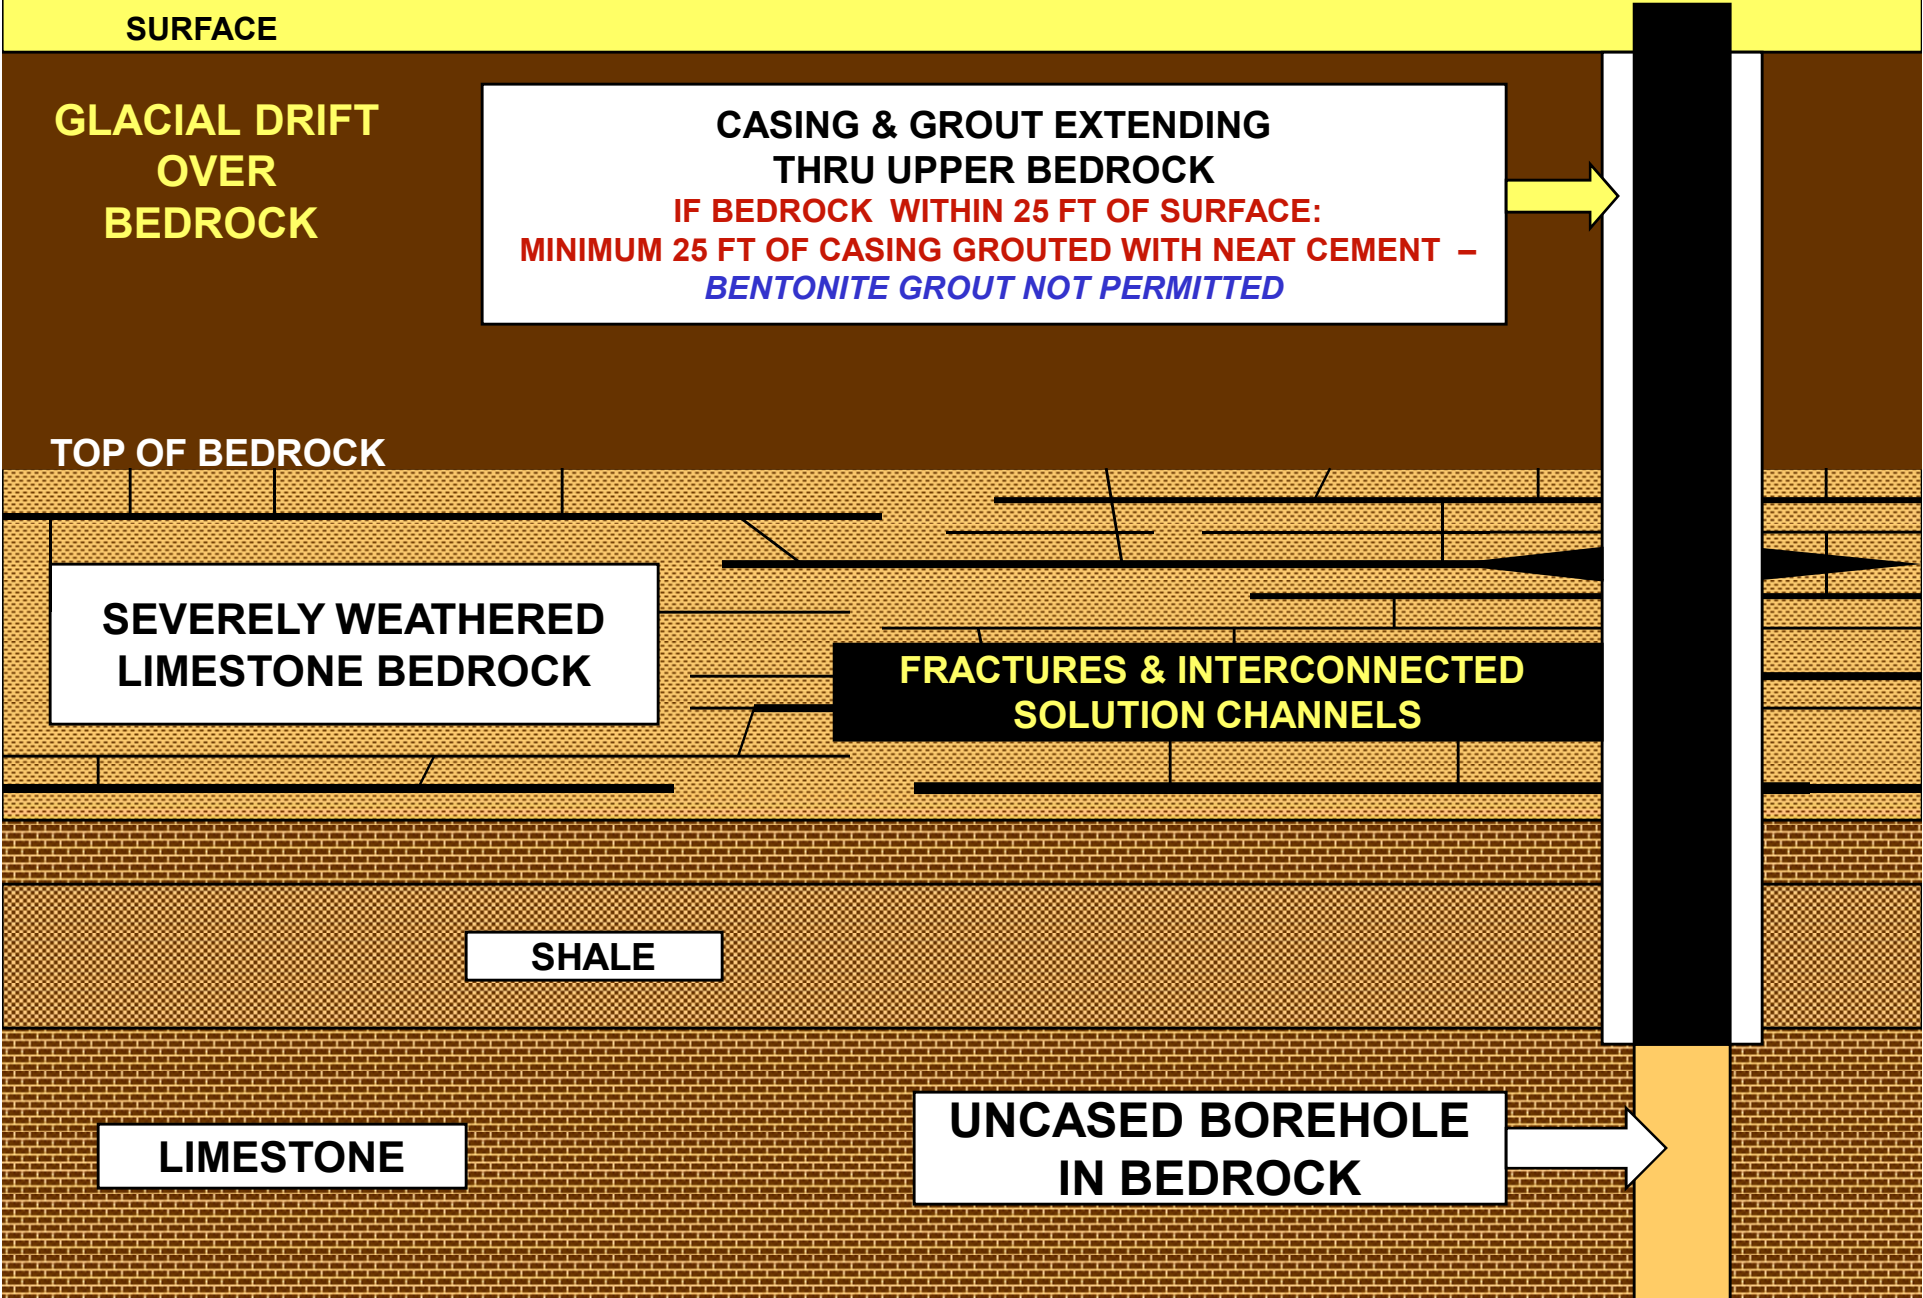 SURFACE
GLACIAL DRIFT
OVER
BEDROCK
CASING & GROUT EXTENDING
THRU UPPER BEDROCK
IF BEDROCK WITHIN 25 FT OF SURFACE:
MINIMUM 25 FT OF CASING GROUTED WITH NEAT CEMENT –
BENTONITE GROUT NOT PERMITTED
TOP OF BEDROCK
SEVERELY WEATHERED
LIMESTONE BEDROCK
FRACTURES & INTERCONNECTED
SOLUTION CHANNELS
SHALE
LIMESTONE
UNCASED BOREHOLE
IN BEDROCK